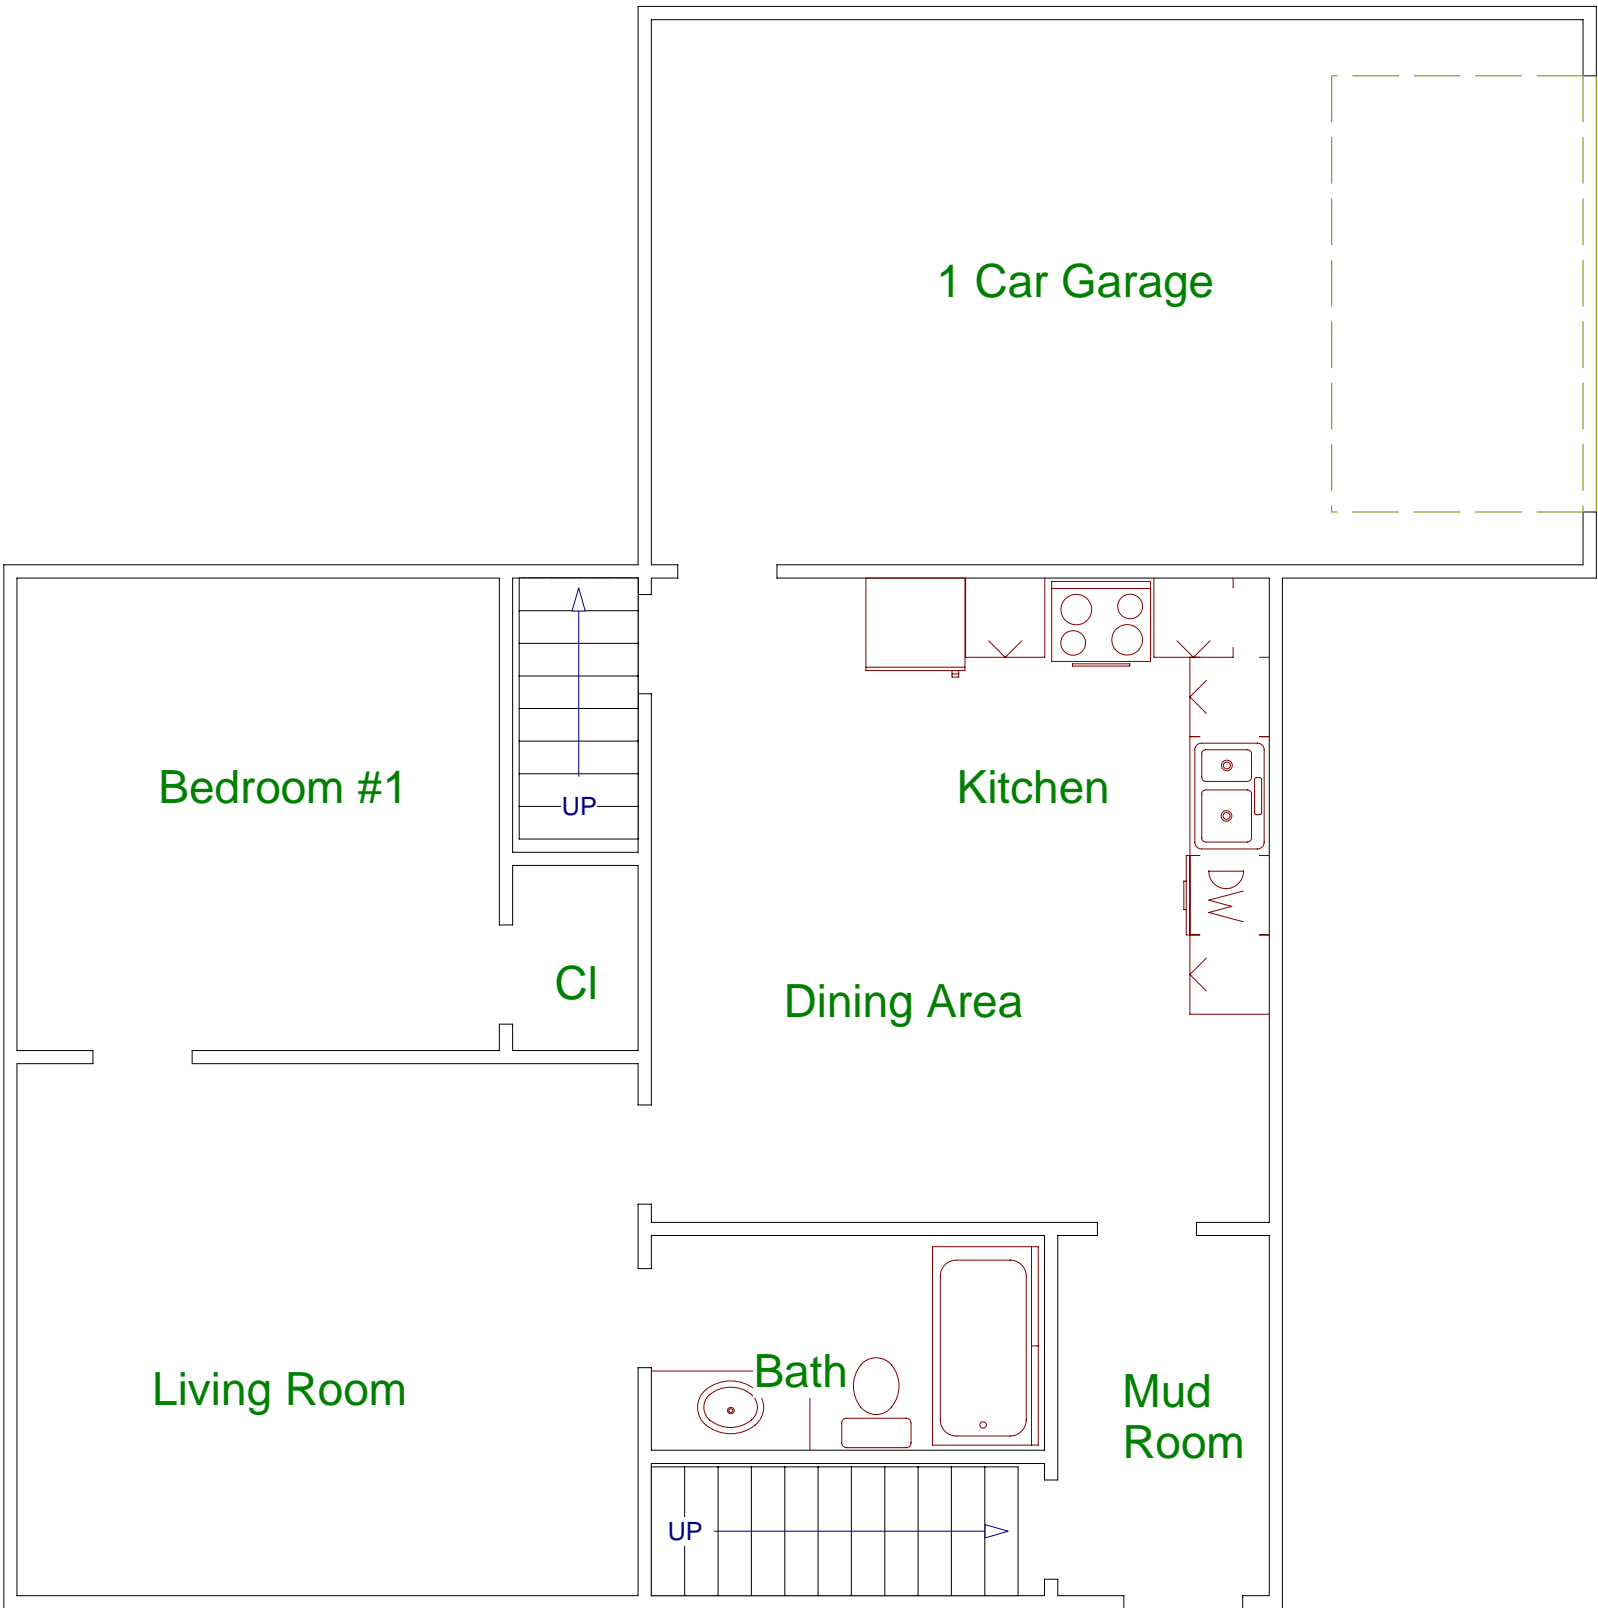 1 Car Garage
Bedroom #1
UP
Kitchen
DW
Cl
Dining Area
Living Room
Bath
Mud
Room
UP